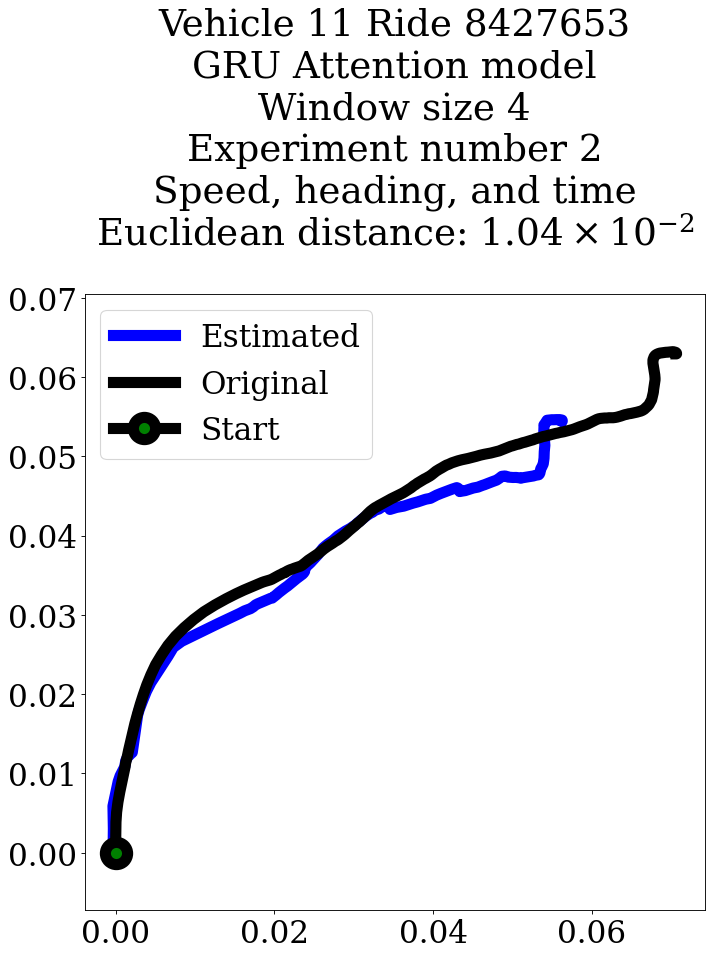 Vehicle 11 Ride 8427653
GRU Attention model
Window size 4
Experiment number 2
Speed, heading, and time
Euclidean distance: 1.04 × 10⁻²
0.07
0.06
0.05
0.04
0.03
0.02
0.01
0.00
Estimated
Original
Start
0.00 0.02 0.04 0.06